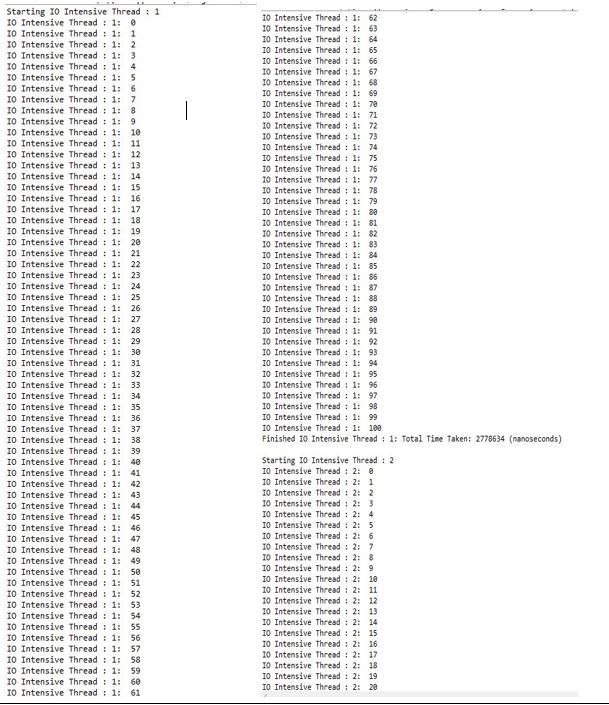 Starting IO Intensive Thread : 1
IO Intensive Thread : 1:  0
IO Intensive Thread : 1:  1
IO Intensive Thread : 1:  2
IO Intensive Thread : 1:  3
IO Intensive Thread : 1:  4
IO Intensive Thread : 1:  5
IO Intensive Thread : 1:  6
IO Intensive Thread : 1:  7
IO Intensive Thread : 1:  8
IO Intensive Thread : 1:  9
IO Intensive Thread : 1:  10
IO Intensive Thread : 1:  11
IO Intensive Thread : 1:  12
IO Intensive Thread : 1:  13
IO Intensive Thread : 1:  14
IO Intensive Thread : 1:  15
IO Intensive Thread : 1:  16
IO Intensive Thread : 1:  17
IO Intensive Thread : 1:  18
IO Intensive Thread : 1:  19
IO Intensive Thread : 1:  20
IO Intensive Thread : 1:  21
IO Intensive Thread : 1:  22
IO Intensive Thread : 1:  23
IO Intensive Thread : 1:  24
IO Intensive Thread : 1:  25
IO Intensive Thread : 1:  26
IO Intensive Thread : 1:  27
IO Intensive Thread : 1:  28
IO Intensive Thread : 1:  29
IO Intensive Thread : 1:  30
IO Intensive Thread : 1:  31
IO Intensive Thread : 1:  32
IO Intensive Thread : 1:  33
IO Intensive Thread : 1:  34
IO Intensive Thread : 1:  35
IO Intensive Thread : 1:  36
IO Intensive Thread : 1:  37
IO Intensive Thread : 1:  38
IO Intensive Thread : 1:  39
IO Intensive Thread : 1:  40
IO Intensive Thread : 1:  41
IO Intensive Thread : 1:  42
IO Intensive Thread : 1:  43
IO Intensive Thread : 1:  44
IO Intensive Thread : 1:  45
IO Intensive Thread : 1:  46
IO Intensive Thread : 1:  47
IO Intensive Thread : 1:  48
IO Intensive Thread : 1:  49
IO Intensive Thread : 1:  50
IO Intensive Thread : 1:  51
IO Intensive Thread : 1:  52
IO Intensive Thread : 1:  53
IO Intensive Thread : 1:  54
IO Intensive Thread : 1:  55
IO Intensive Thread : 1:  56
IO Intensive Thread : 1:  57
IO Intensive Thread : 1:  58
IO Intensive Thread : 1:  59
IO Intensive Thread : 1:  60
IO Intensive Thread : 1:  61
IO Intensive Thread : 1:  62
IO Intensive Thread : 1:  63
IO Intensive Thread : 1:  64
IO Intensive Thread : 1:  65
IO Intensive Thread : 1:  66
IO Intensive Thread : 1:  67
IO Intensive Thread : 1:  68
IO Intensive Thread : 1:  69
IO Intensive Thread : 1:  70
IO Intensive Thread : 1:  71
IO Intensive Thread : 1:  72
IO Intensive Thread : 1:  73
IO Intensive Thread : 1:  74
IO Intensive Thread : 1:  75
IO Intensive Thread : 1:  76
IO Intensive Thread : 1:  77
IO Intensive Thread : 1:  78
IO Intensive Thread : 1:  79
IO Intensive Thread : 1:  80
IO Intensive Thread : 1:  81
IO Intensive Thread : 1:  82
IO Intensive Thread : 1:  83
IO Intensive Thread : 1:  84
IO Intensive Thread : 1:  85
IO Intensive Thread : 1:  86
IO Intensive Thread : 1:  87
IO Intensive Thread : 1:  88
IO Intensive Thread : 1:  89
IO Intensive Thread : 1:  90
IO Intensive Thread : 1:  91
IO Intensive Thread : 1:  92
IO Intensive Thread : 1:  93
IO Intensive Thread : 1:  94
IO Intensive Thread : 1:  95
IO Intensive Thread : 1:  96
IO Intensive Thread : 1:  97
IO Intensive Thread : 1:  98
IO Intensive Thread : 1:  99
IO Intensive Thread : 1:  100
Finished IO Intensive Thread : 1: Total Time Taken: 2778634 (nanoseconds)
Starting IO Intensive Thread : 2
IO Intensive Thread : 2:  0
IO Intensive Thread : 2:  1
IO Intensive Thread : 2:  2
IO Intensive Thread : 2:  3
IO Intensive Thread : 2:  4
IO Intensive Thread : 2:  5
IO Intensive Thread : 2:  6
IO Intensive Thread : 2:  7
IO Intensive Thread : 2:  8
IO Intensive Thread : 2:  9
IO Intensive Thread : 2:  10
IO Intensive Thread : 2:  11
IO Intensive Thread : 2:  12
IO Intensive Thread : 2:  13
IO Intensive Thread : 2:  14
IO Intensive Thread : 2:  15
IO Intensive Thread : 2:  16
IO Intensive Thread : 2:  17
IO Intensive Thread : 2:  18
IO Intensive Thread : 2:  19
IO Intensive Thread : 2:  20